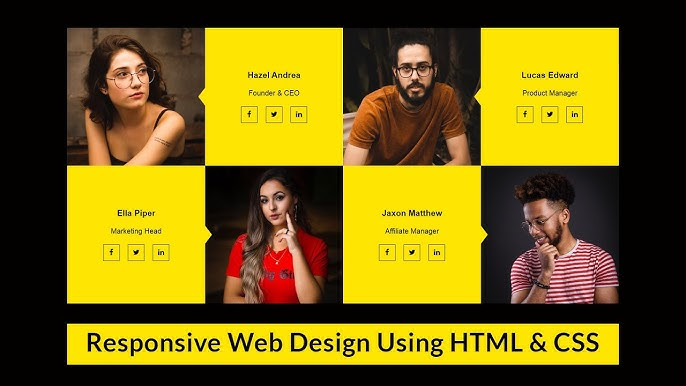 Hazel Andrea
Founder & CEO
f
in
Lucas Edward
Product Manager
f
in
Ella Piper
Marketing Head
f
in
Jaxon Matthew
Affiliate Manager
f
in
Responsive Web Design Using HTML & CSS